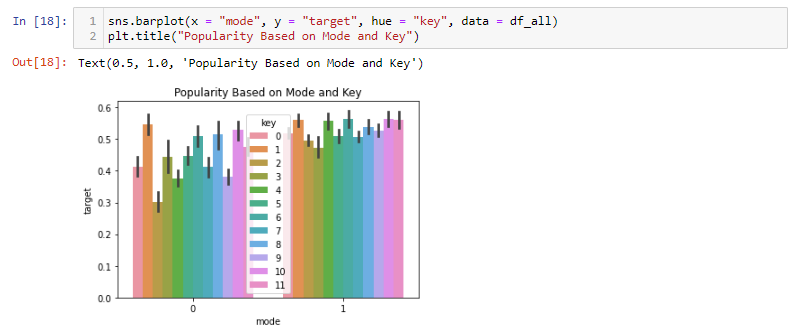 In [18]:
1 sns.barplot(x = "mode", y = "target", hue = "key", data = df_all)
2 plt.title("Popularity Based on Mode and Key")
Out[18]: Text(0.5, 1.0, 'Popularity Based on Mode and Key')
Popularity Based on Mode and Key
0.6
0.5
0.4
0.3
0.2
0.1
0.0
target
key
0
1
2
3
4
5
6
7
8
9
10
11
0 1
mode